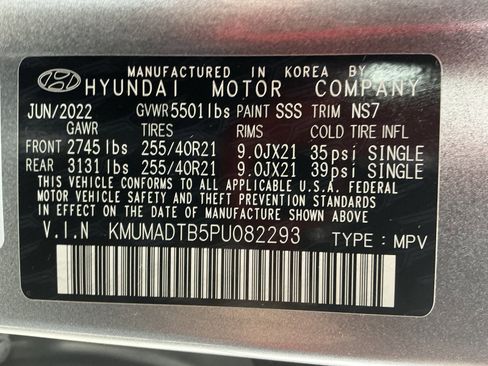 MANUFACTURED IN KOREA BY
HYUNDAI MOTOR COMPANY
JUN/2022 GVWR 5501lbs PAINT SSS TRIM NS7
GAWR TIRES RIMS COLD TIRE INFL
FRONT 2745lbs 255/40R21 9.0JX21 35psi SINGLE
REAR 3131lbs 255/40R21 9.0JX21 39psi SINGLE
THIS VEHICLE CONFORMS TO ALL APPLICABLE U.S.A. FEDERAL
MOTOR VEHICLE SAFETY AND THEFT PREVENTION STANDARDS
IN EFFECT ON THE DATE OF MANUFACTURE SHOWN ABOVE
V.I.N KMUMADTB5PU082293 TYPE : MPV